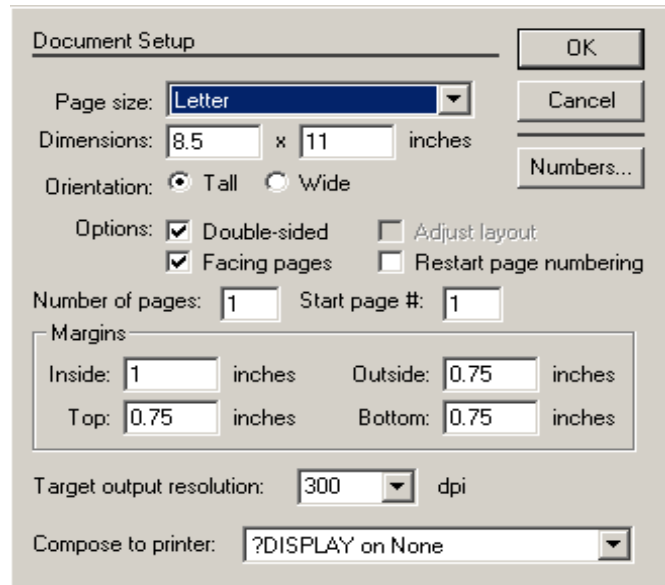 Document Setup OK
Page size: Letter Cancel
Dimensions: 8.5 x 11 inches
Numbers...
Orientation: Tall Wide
Options: Double-sided Adjust layout
Facing pages Restart page numbering
Number of pages: 1 Start page #: 1
Margins
Inside: 1 inches Outside: 0.75 inches
Top: 0.75 inches Bottom: 0.75 inches
Target output resolution: 300 dpi
Compose to printer: ?DISPLAY on None